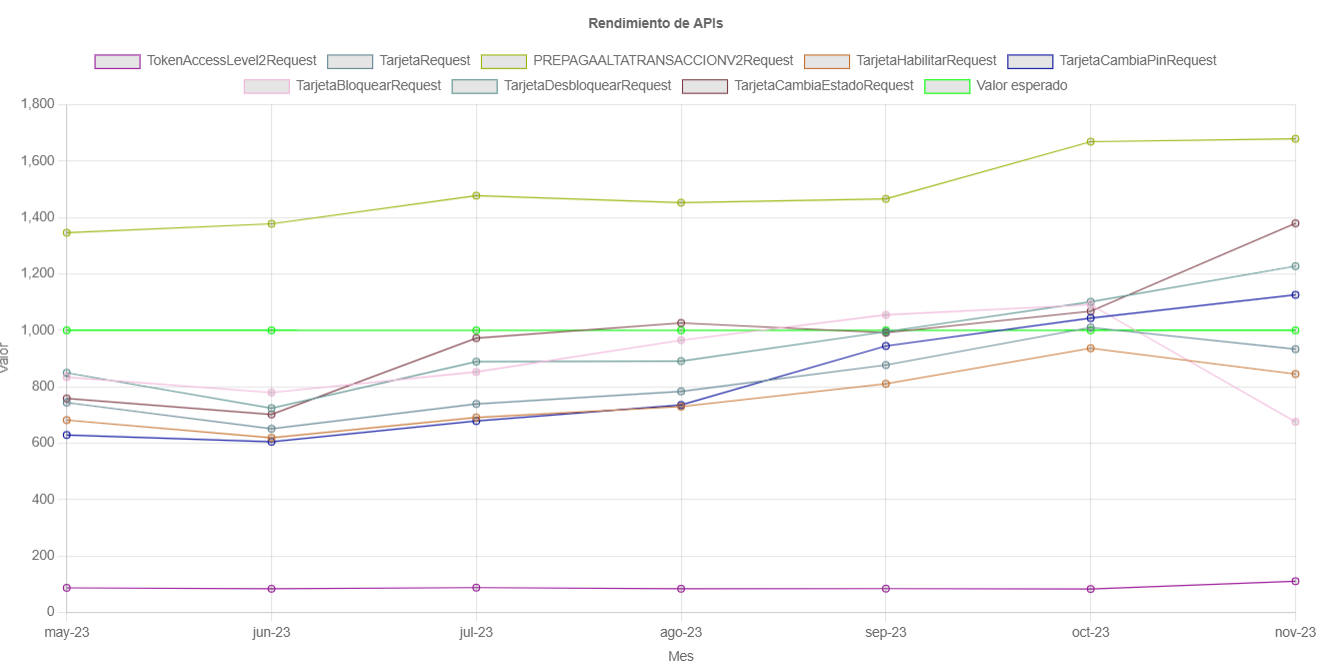 Rendimiento de APIs
TokenAccessLevel2Request TarjetaRequest PREPAGAALTATRANSACCIONV2Request TarjetaHabilitarRequest TarjetaCambiaPinRequest
TarjetaBloquearRequest TarjetaDesbloquearRequest TarjetaCambiaEstadoRequest Valor esperado
1,800
1,600
1,400
1,200
1,000
800
600
400
200
0
Valor
may-23 jun-23 jul-23 ago-23 sep-23 oct-23 nov-23
Mes